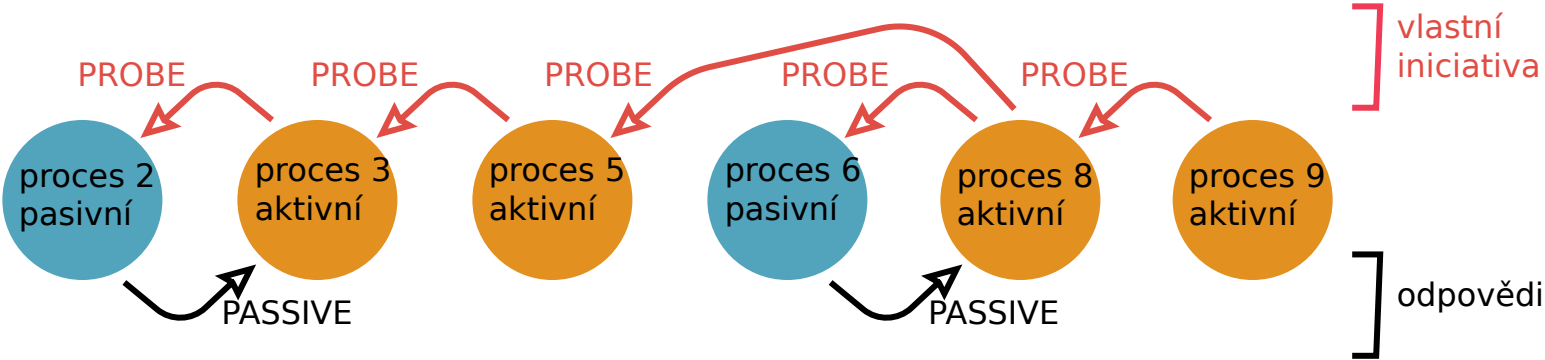 vlastní
iniciativa
PROBE
PROBE
PROBE
PROBE
PROBE
proces 2
pasivní
proces 3
aktivní
proces 5
aktivní
proces 6
pasivní
proces 8
aktivní
proces 9
aktivní
PASSIVE
PASSIVE
odpovědi